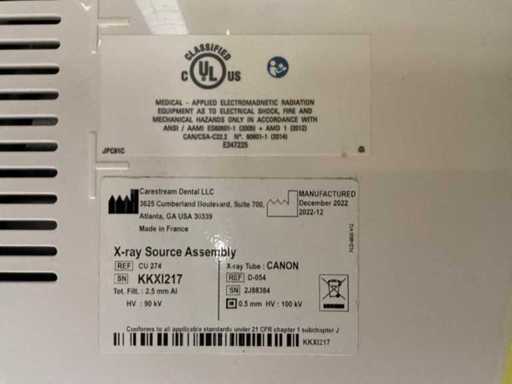 CLASSIFIED
C UL US
MEDICAL - APPLIED ELECTROMAGNETIC RADIATION
EQUIPMENT AS TO ELECTRICAL SHOCK, FIRE AND
MECHANICAL HAZARDS ONLY IN ACCORDANCE WITH
ANSI / AAMI ES60601-1 (2005) + AMD 1 (2012)
CAN/CSA-C22.2 N°. 60601-1 (2014)
E347225
JPC91C
Carestream Dental LLC
3625 Cumberland Boulevard, Suite 700,
Atlanta, GA USA 30339
Made in France
MANUFACTURED
December 2022
2022-12
X-ray Source Assembly
REF CU 274
SN KKXI217
Tot. Filt. : 2.5 mm Al
HV : 90 kV
X-ray Tube : CANON
REF D-054
SN 2J88384
0.5 mm HV : 100 kV
Conforms to all applicable standards under 21 CFR chapter 1 subchapter J
KKXI217